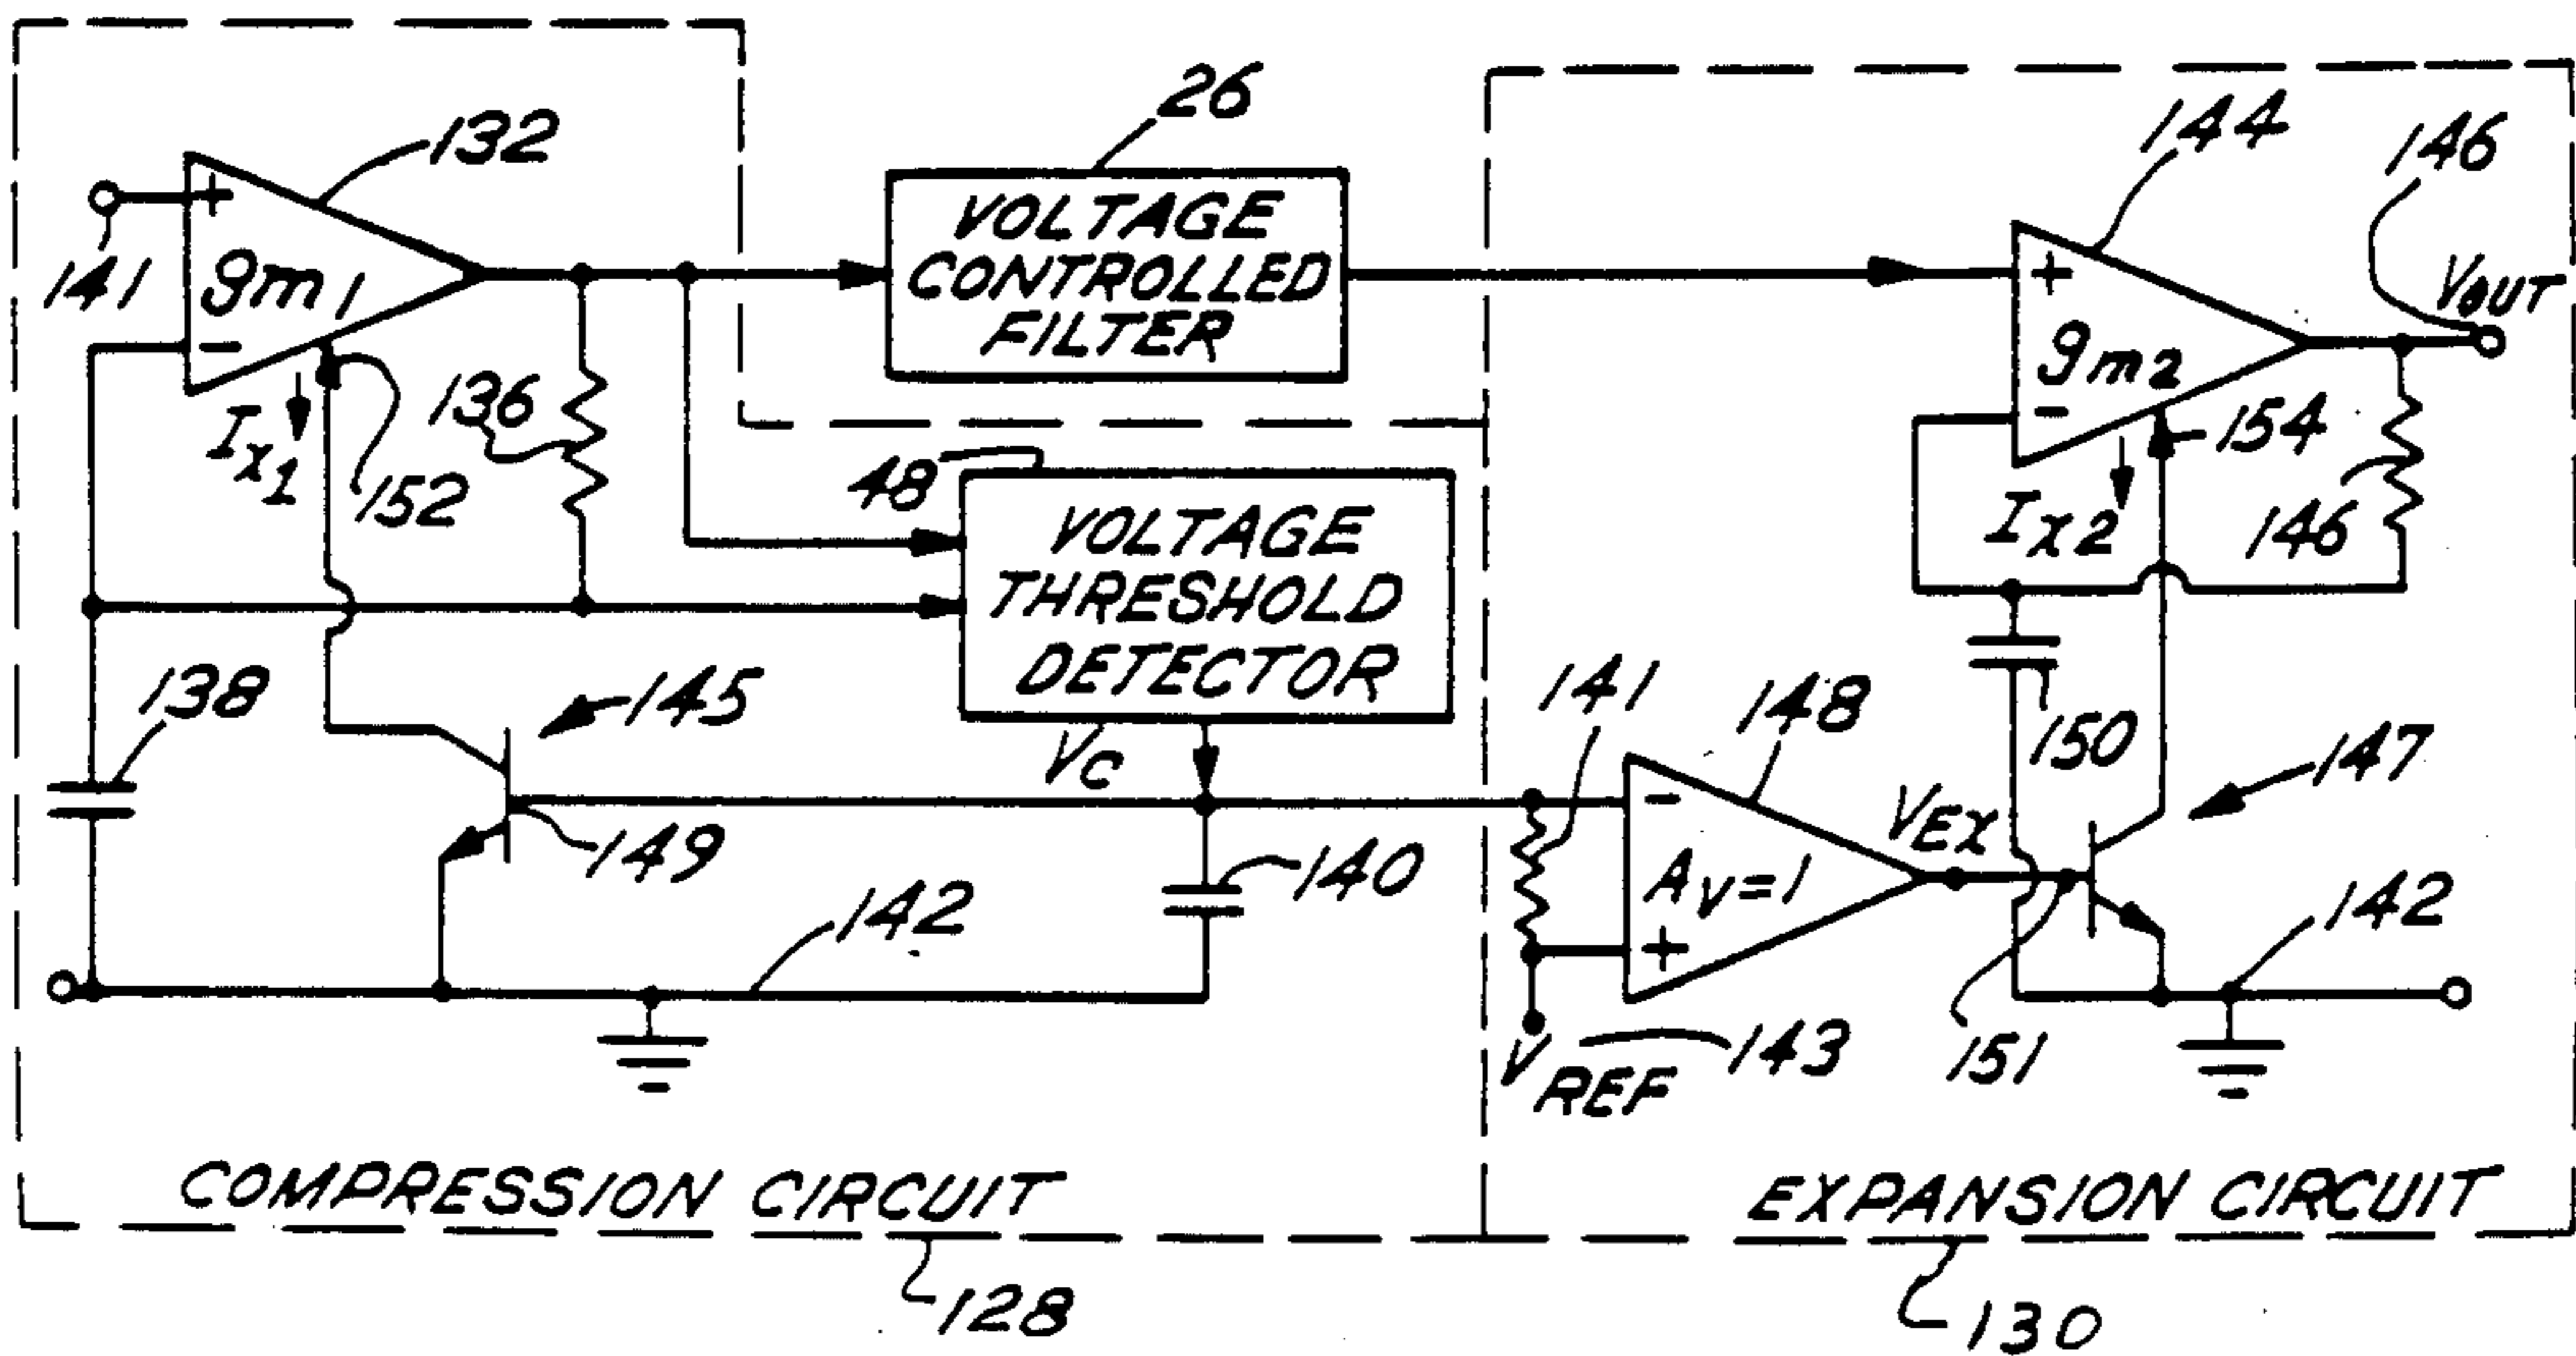 26
132
144
146
+
141
gm1
-
VOLTAGE
CONTROLLED
FILTER
+
gm2
-
VOUT
Ix1
152
136
48
154
Ix2
146
VOLTAGE
THRESHOLD
DETECTOR
138
145
141
148
150
147
Vc
149
140
-
Av=1
+
VEX
142
142
VREF
143
151
COMPRESSION CIRCUIT
EXPANSION CIRCUIT
128
130